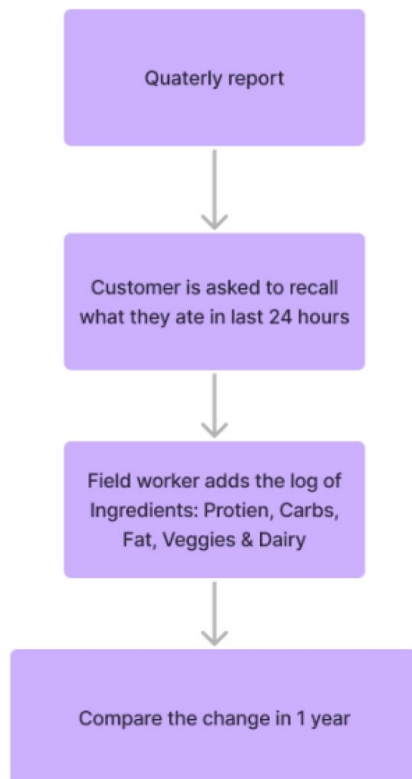 Quaterly report
Customer is asked to recall
what they ate in last 24 hours
Field worker adds the log of
Ingredients: Protien, Carbs,
Fat, Veggies & Dairy
Compare the change in 1 year